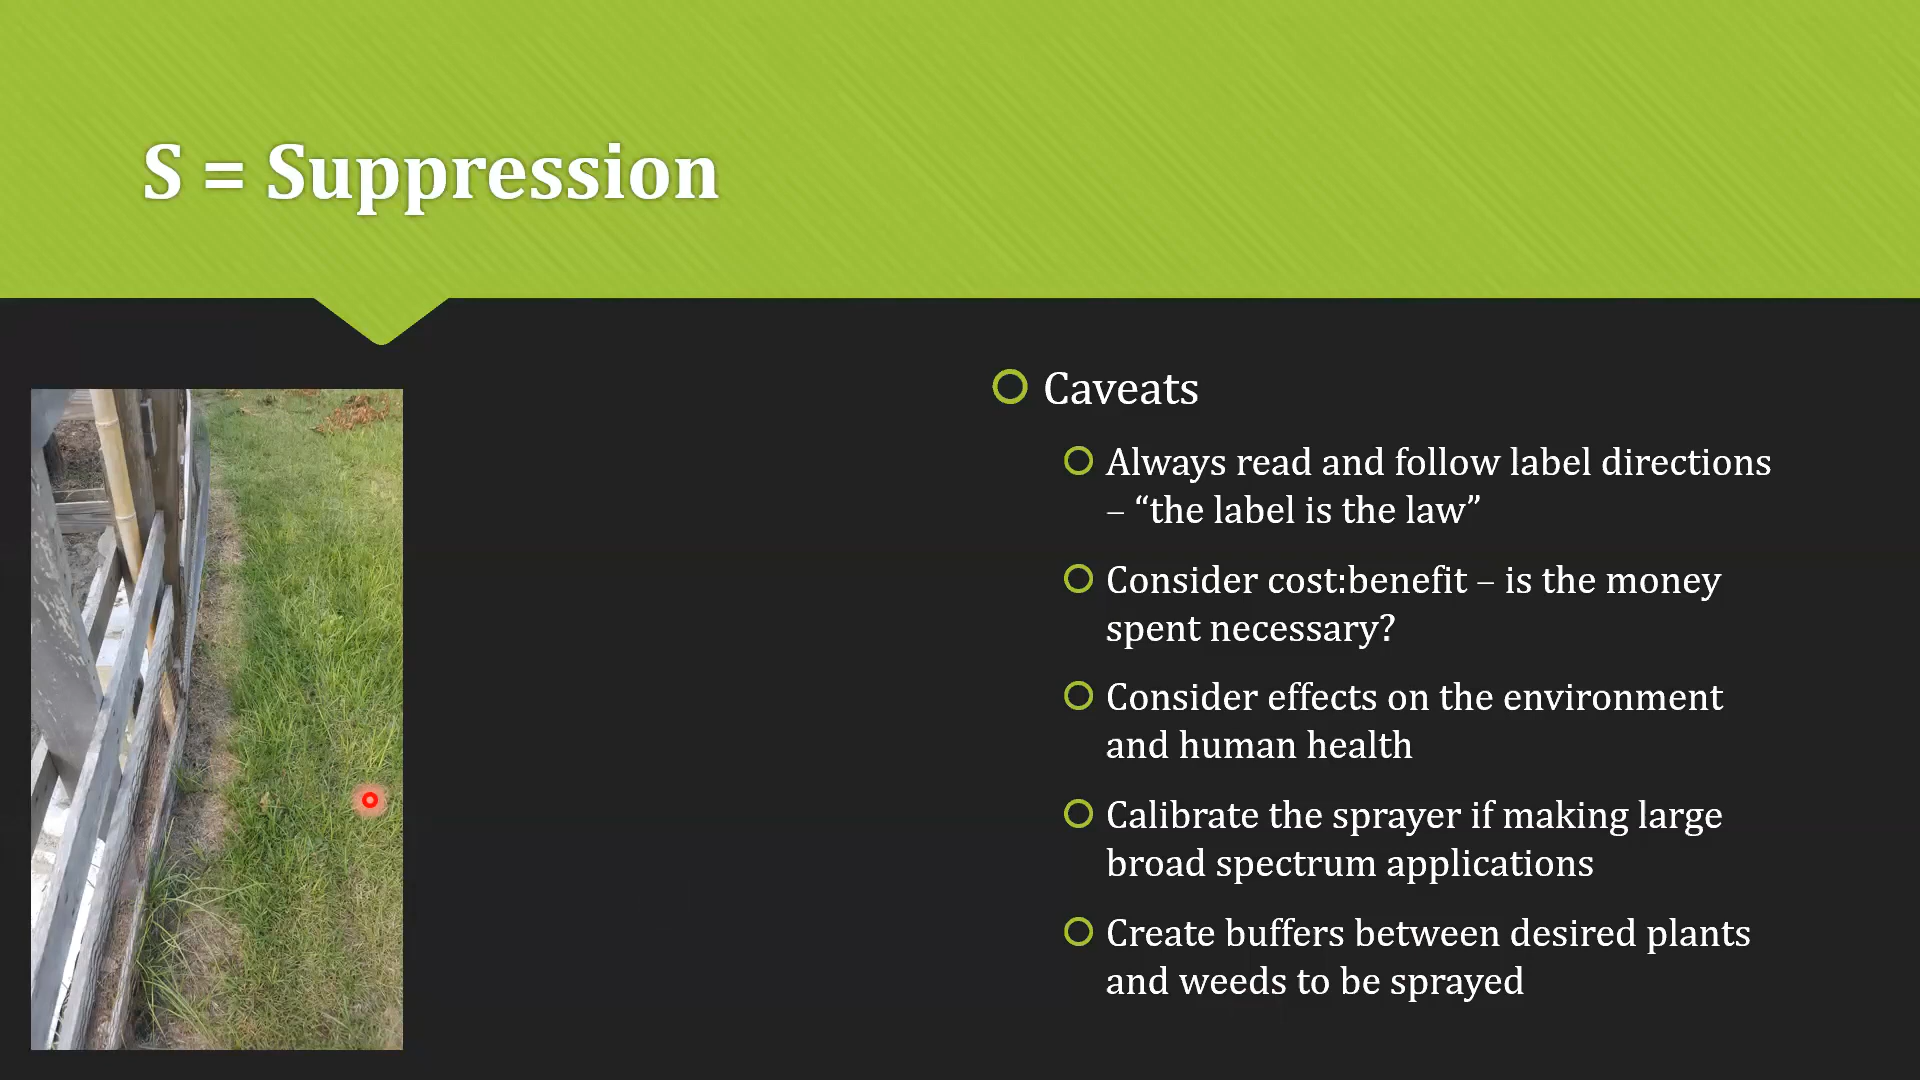 S = Suppression
Caveats
Always read and follow label directions
– “the label is the law”
Consider cost:benefit – is the money
spent necessary?
Consider effects on the environment
and human health
Calibrate the sprayer if making large
broad spectrum applications
Create buffers between desired plants
and weeds to be sprayed